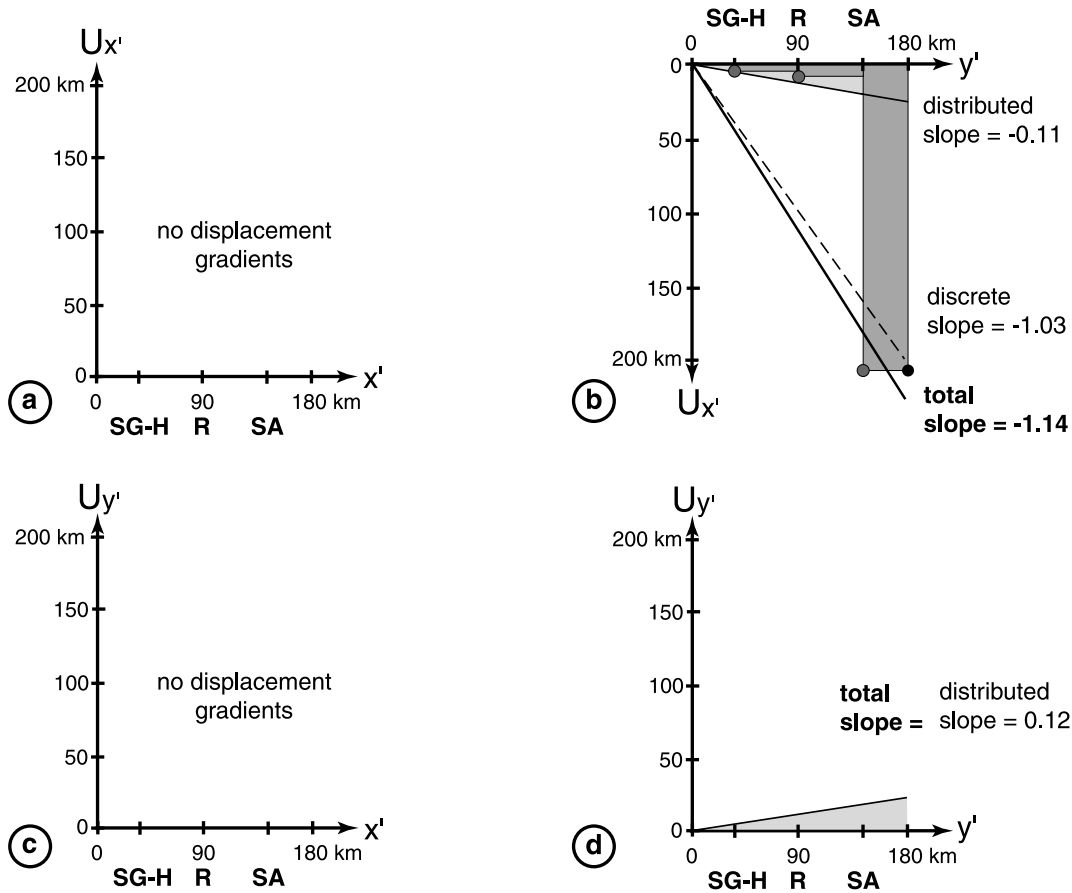 Ux'
200 km
150
100
50
0
no displacement
gradients
x'
0 90 180 km
SG-H R SA
a
SG-H R SA
0 90 180 km
0
y'
distributed
slope = -0.11
50
100
150
discrete
slope = -1.03
200 km
Ux'
total
slope = -1.14
b
Uy'
200 km
150
100
50
0
no displacement
gradients
x'
0 90 180 km
SG-H R SA
c
Uy'
200 km
150
100
50
0
total distributed
slope = slope = 0.12
y'
0 90 180 km
SG-H R SA
d